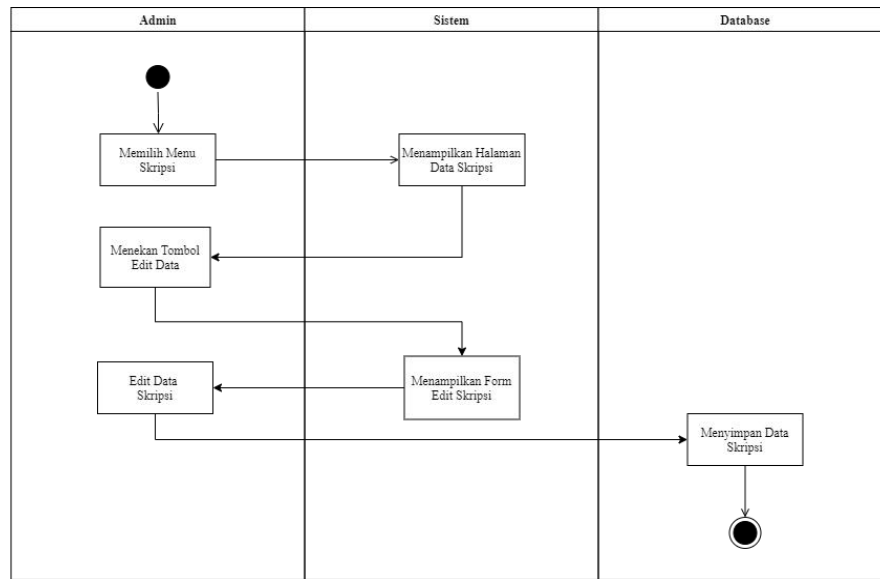 Admin
Sistem
Database
Memilih Menu
Skripsi
Menampilkan Halaman
Data Skripsi
Menekan Tombol
Edit Data
Menampilkan Form
Edit Skripsi
Edit Data
Skripsi
Menyimpan Data
Skripsi